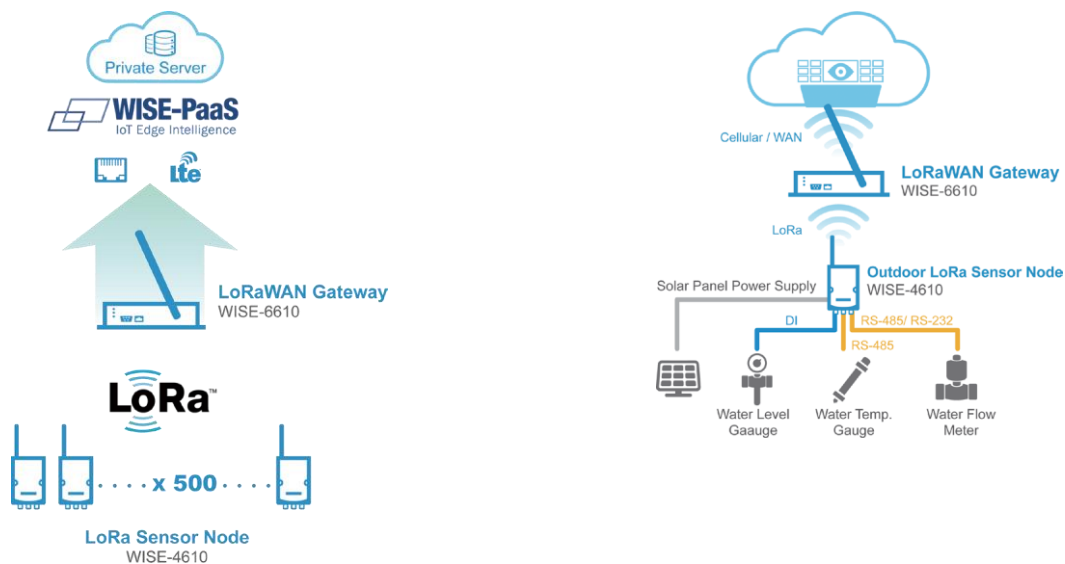 Private Server
WISE-PaaS
IoT Edge Intelligence
Lte
LoRaWAN Gateway
WISE-6610
LoRa™
x 500
LoRa Sensor Node
WISE-4610
Cellular / WAN
LoRaWAN Gateway
WISE-6610
LoRa
Outdoor LoRa Sensor Node
WISE-4610
Solar Panel Power Supply
DI
RS-485/ RS-232
RS-485
Water Level
Gaauge
Water Temp.
Gauge
Water Flow
Meter